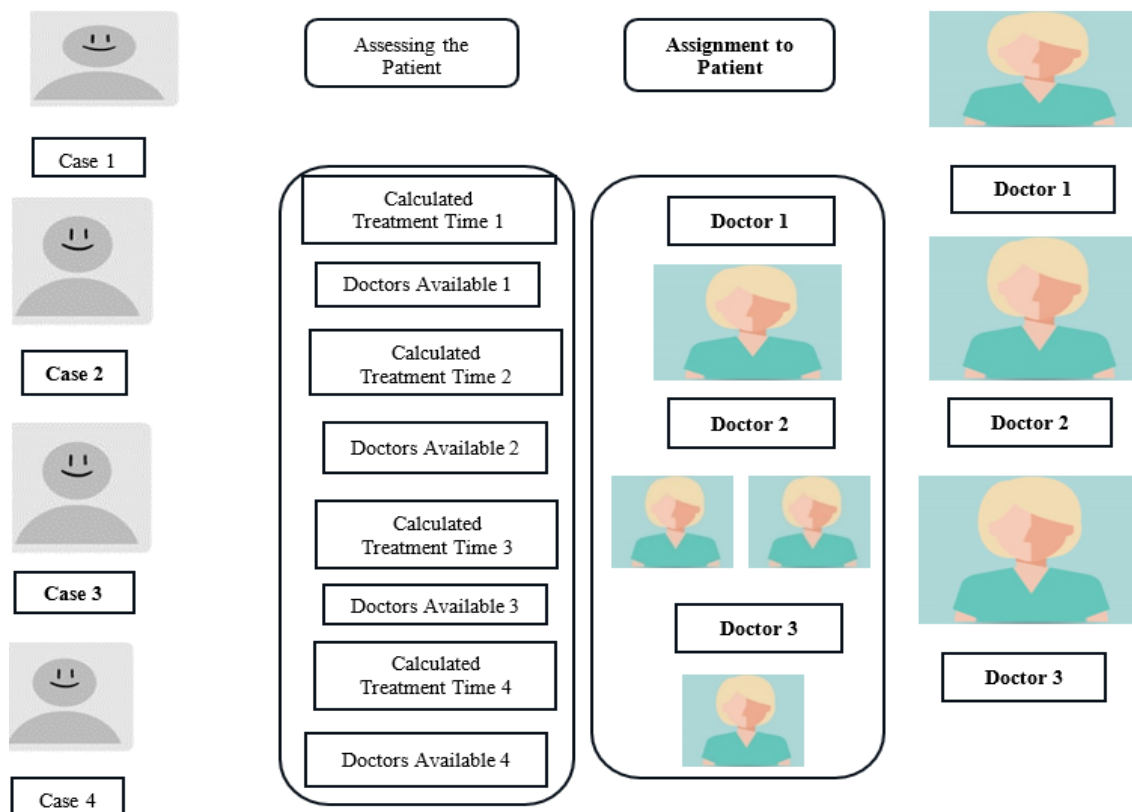 Assessing the
Patient
Assignment to
Patient
Case 1
Case 2
Case 3
Case 4
Calculated
Treatment Time 1
Doctors Available 1
Calculated
Treatment Time 2
Doctors Available 2
Calculated
Treatment Time 3
Doctors Available 3
Calculated
Treatment Time 4
Doctors Available 4
Doctor 1
Doctor 2
Doctor 3
Doctor 1
Doctor 2
Doctor 3